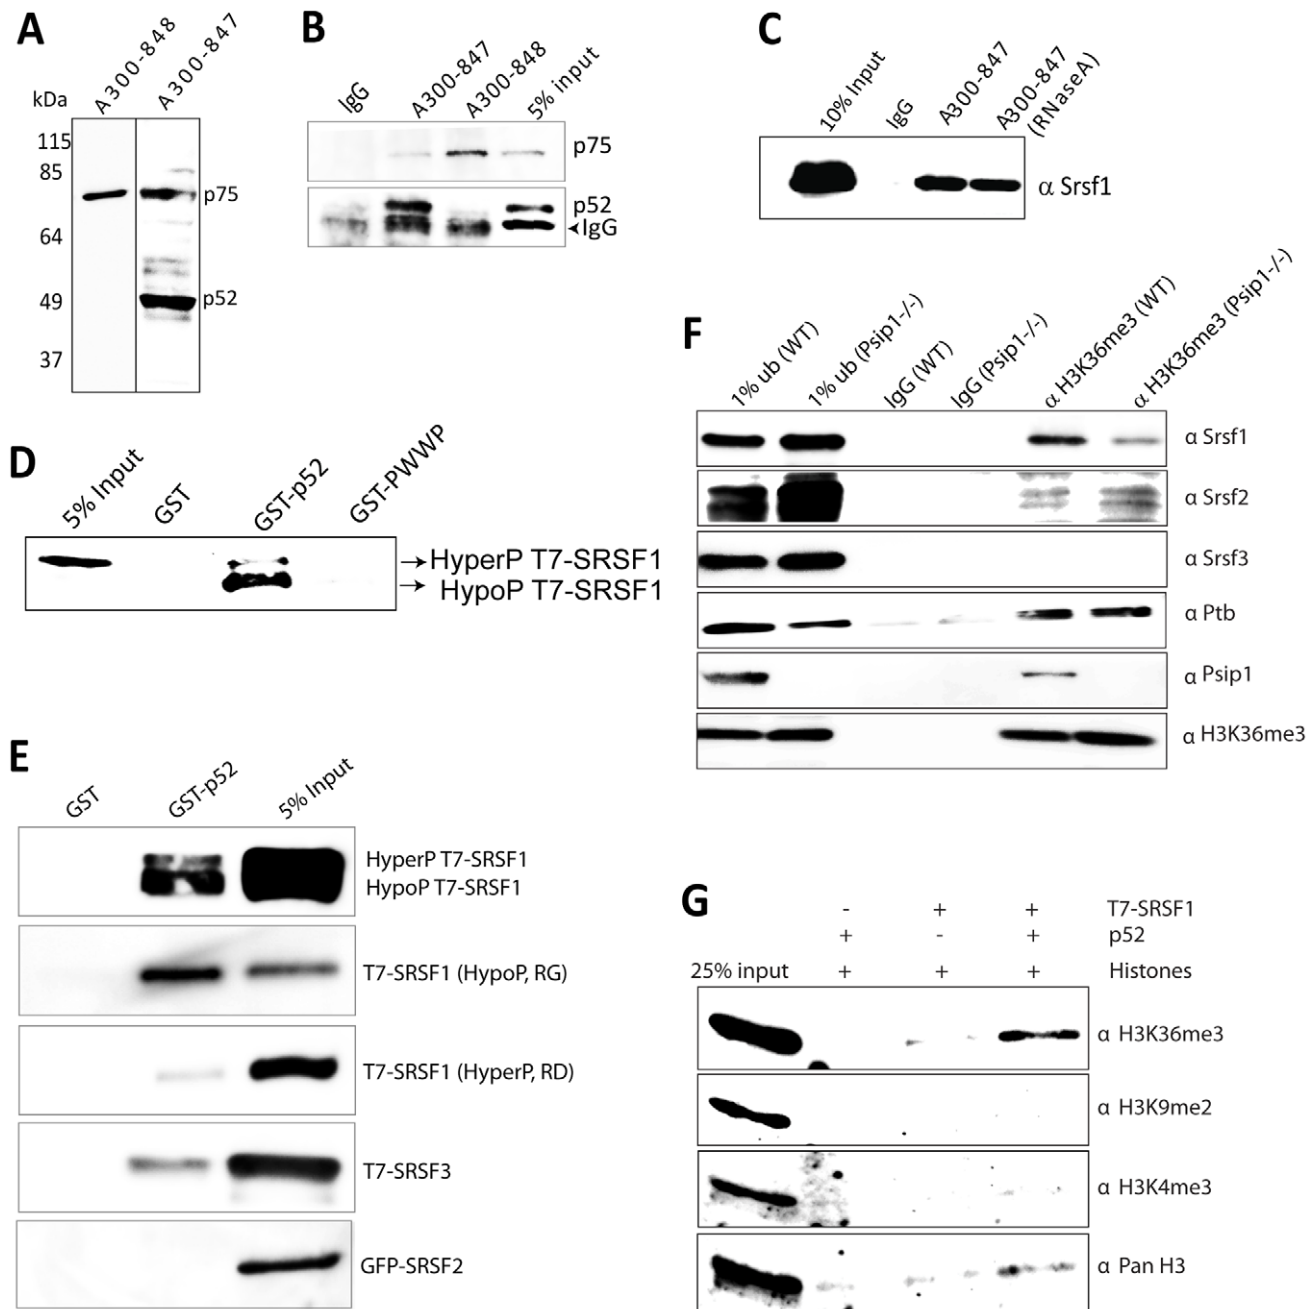 A
A300-848
A300-847
kDa
115
85
64
49
37
p75
p52
B
IgG
A300-847
A300-848
5% input
p75
p52
IgG
C
10% Input
IgG
A300-847
A300-847
(RNaseA)
α Srsf1
D
5% Input
GST
GST-p52
GST-PWWP
HyperP T7-SRSF1
HypoP T7-SRSF1
E
GST
GST-p52
5% Input
HyperP T7-SRSF1
HypoP T7-SRSF1
T7-SRSF1 (HypoP, RG)
T7-SRSF1 (HyperP, RD)
T7-SRSF3
GFP-SRSF2
F
1% ub (WT)
1% ub (Psip1-/-)
IgG (WT)
IgG (Psip1-/-)
α H3K36me3 (WT)
α H3K36me3 (Psip1-/-)
α Srsf1
α Srsf2
α Srsf3
α Ptb
α Psip1
α H3K36me3
G
- + + T7-SRSF1
+ - + p52
25% input + + + Histones
α H3K36me3
α H3K9me2
α H3K4me3
α Pan H3